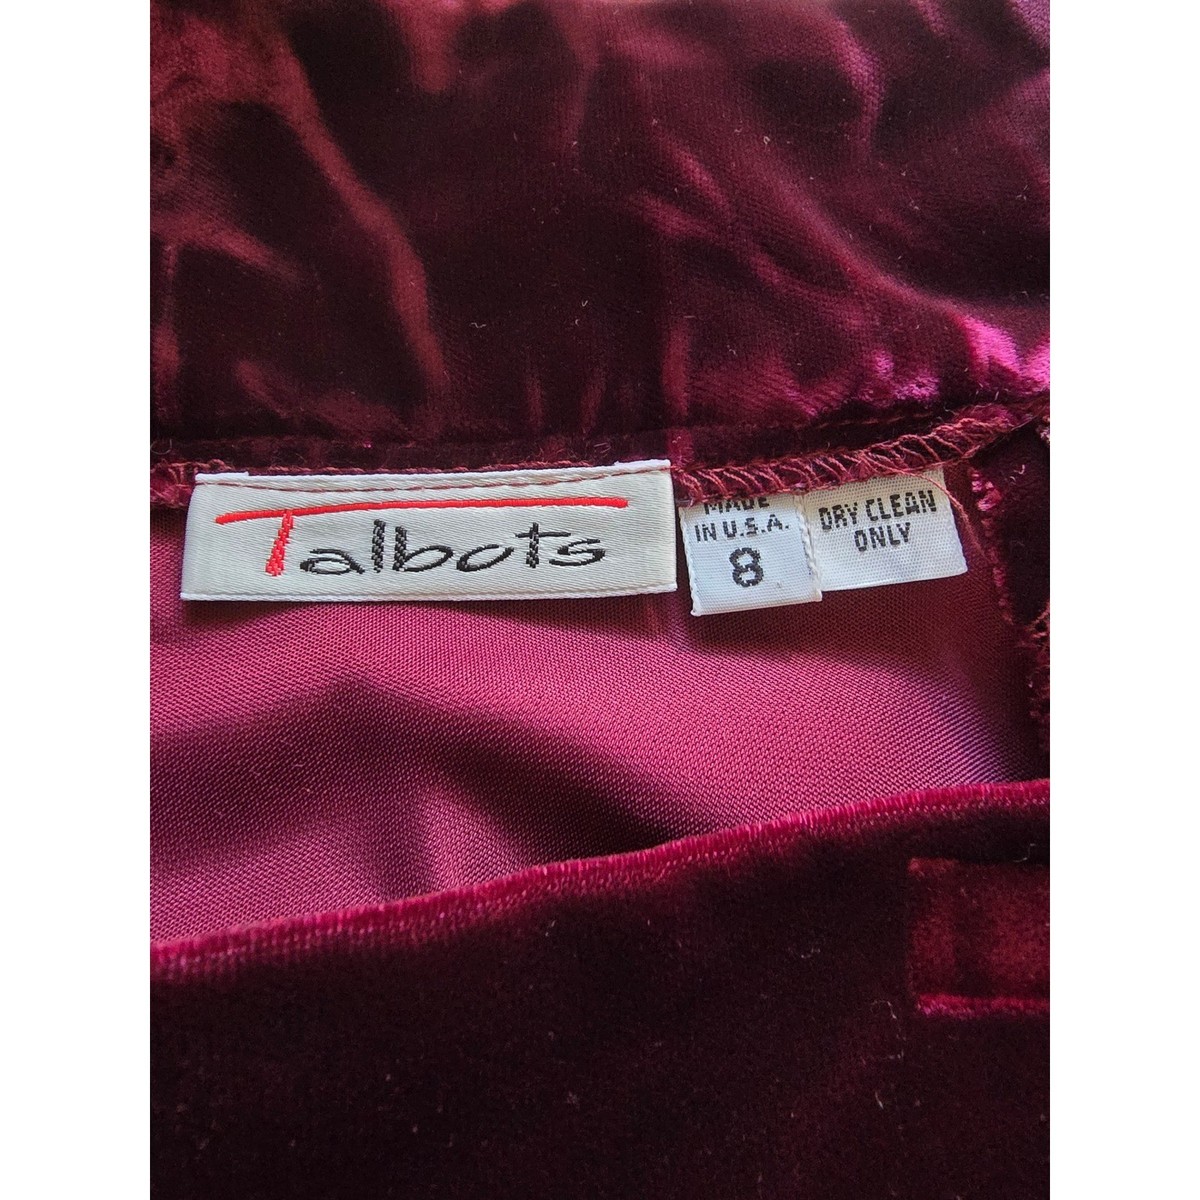 Talbots
MADE
IN U.S.A.
8
DRY CLEAN
ONLY